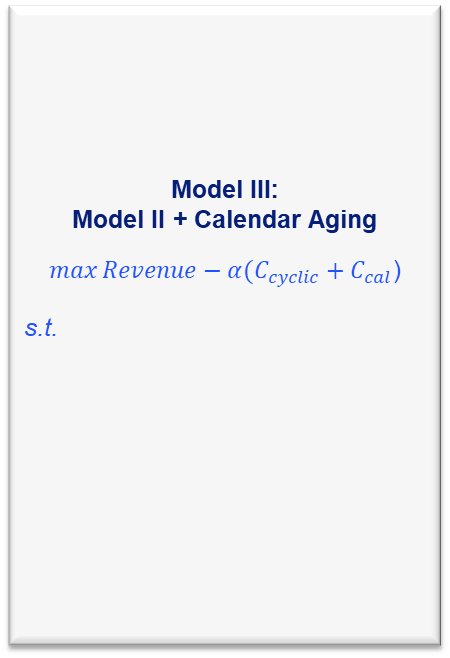 Model III:
Model II + Calendar Aging
max Revenue − α(C_cyclic + C_cal)
s.t.